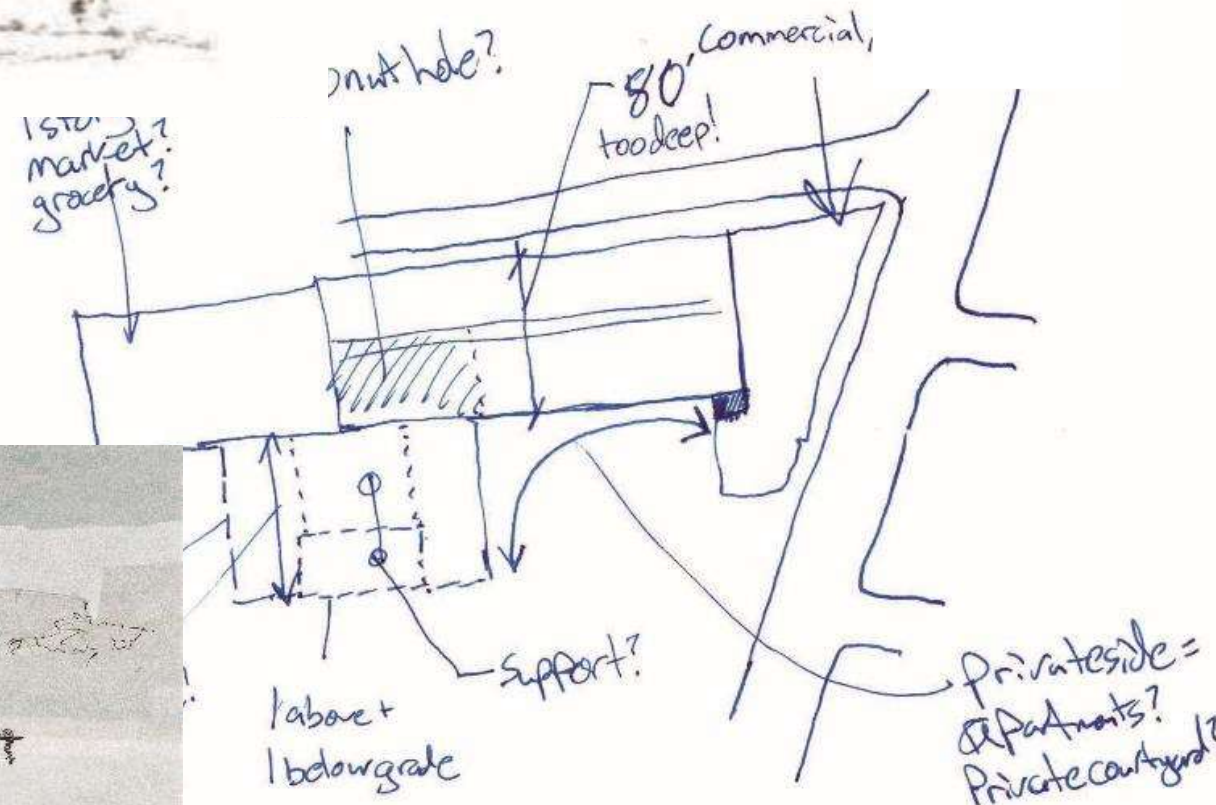 onut hole?
80' Commercial,
too deep!
1 story
market?
grocery?
Support?
1 above +
1 below grade
?
Private side =
apartments?
Private courtyard?